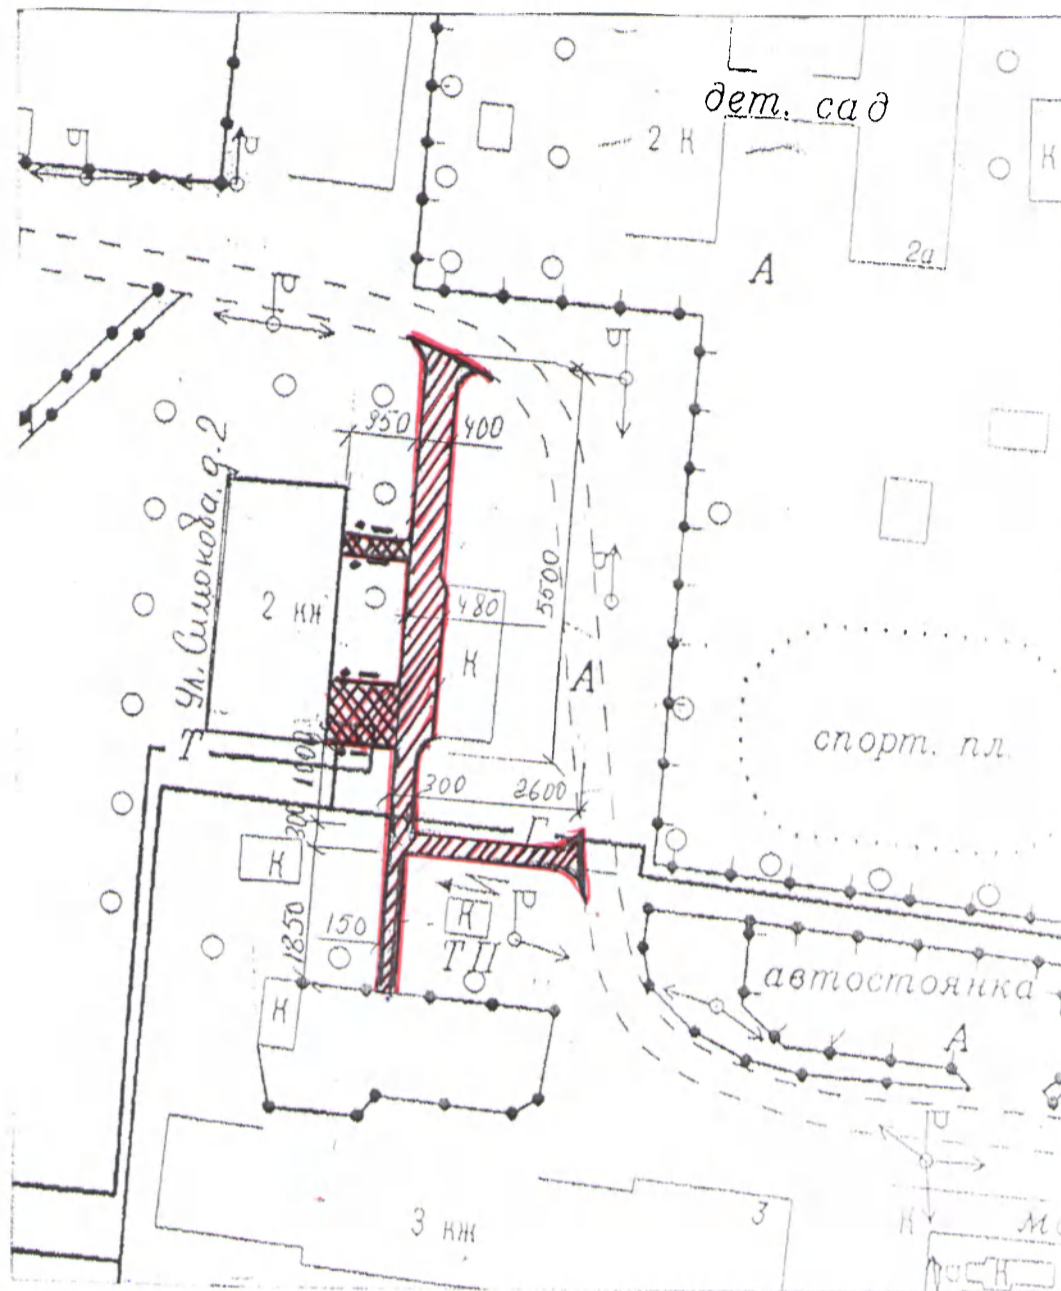 дет. сад
2 К
К
2а
А
950
400
Ул. Симонова, д. 2
2 кж
480
К
5500
А
спорт. пл.
Т
1000
300
2600
300
Г
К
К
1850
150
ТЦ
К
автостоянка
А
3 кж
3
К
К